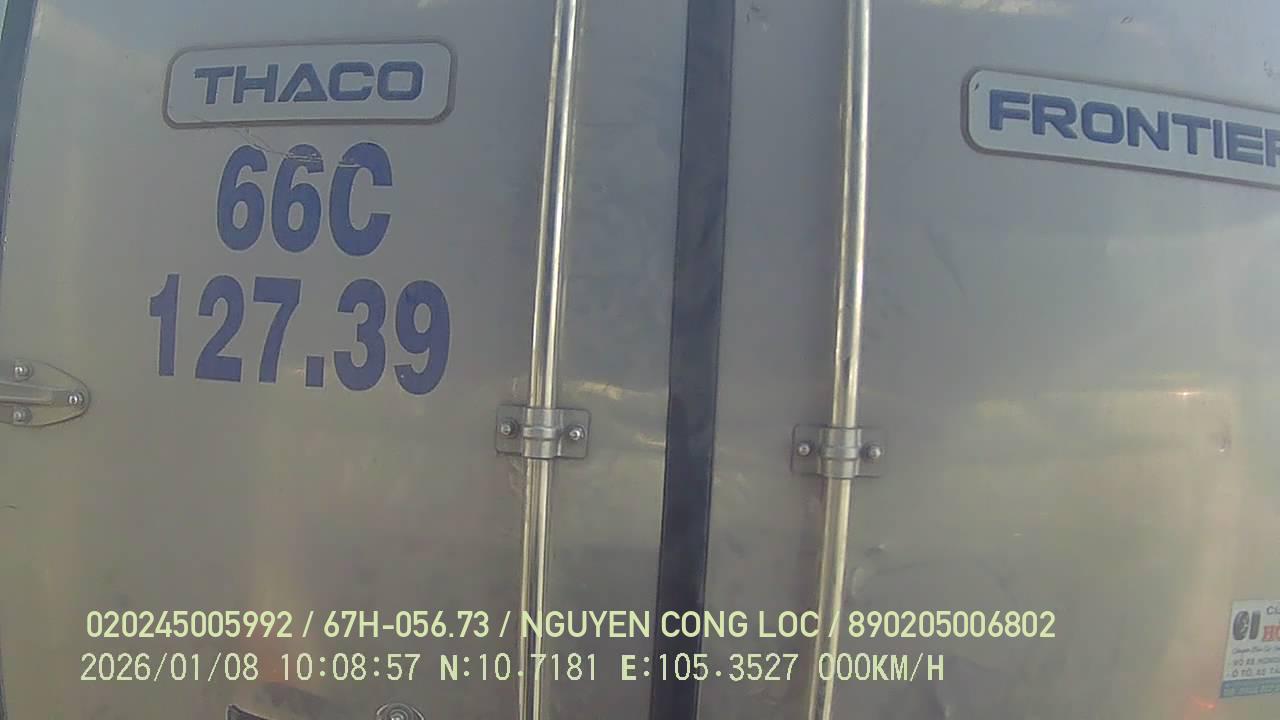 THACO
FRONTIER
66C
127.39
020245005992 / 67H-056.73 / NGUYEN CONG LOC / 890205006802
2026/01/08 10:08:57 N:10.7181 E:105.3527 000KM/H